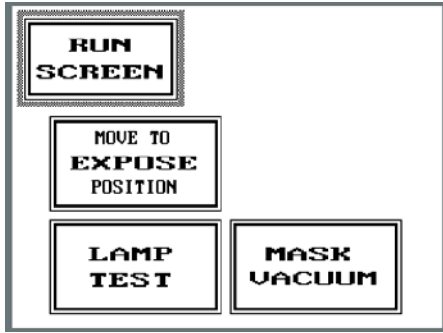 RUN
SCREEN
MOVE TO
EXPOSE
POSITION
LAMP
TEST
MASK
VACUUM